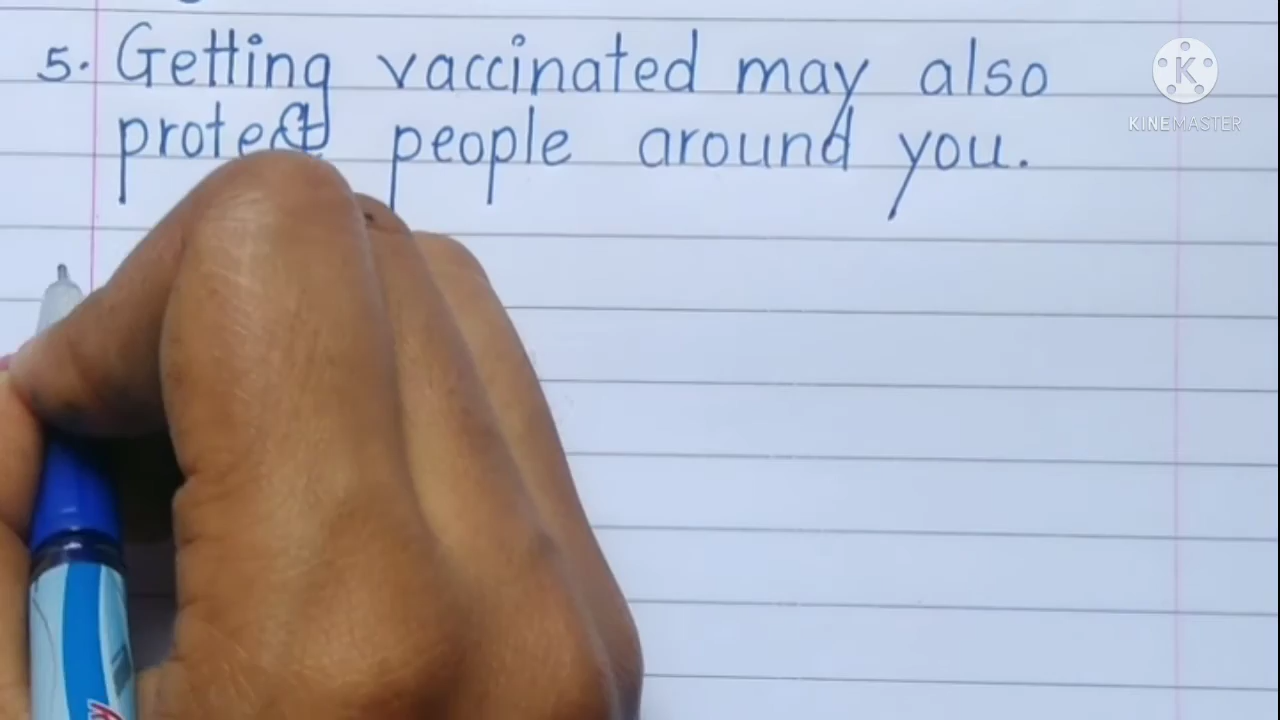 5. Getting vaccinated may also
protect people around you.
KINEMASTER